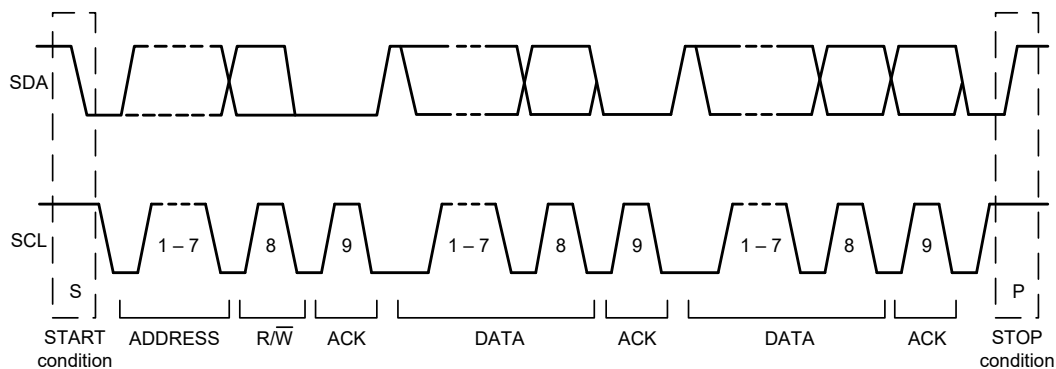 SDA
SCL
1 – 7
8
9
1 – 7
8
9
1 – 7
8
9
S
P
START
condition
ADDRESS
R/W̅
ACK
DATA
ACK
DATA
ACK
STOP
condition